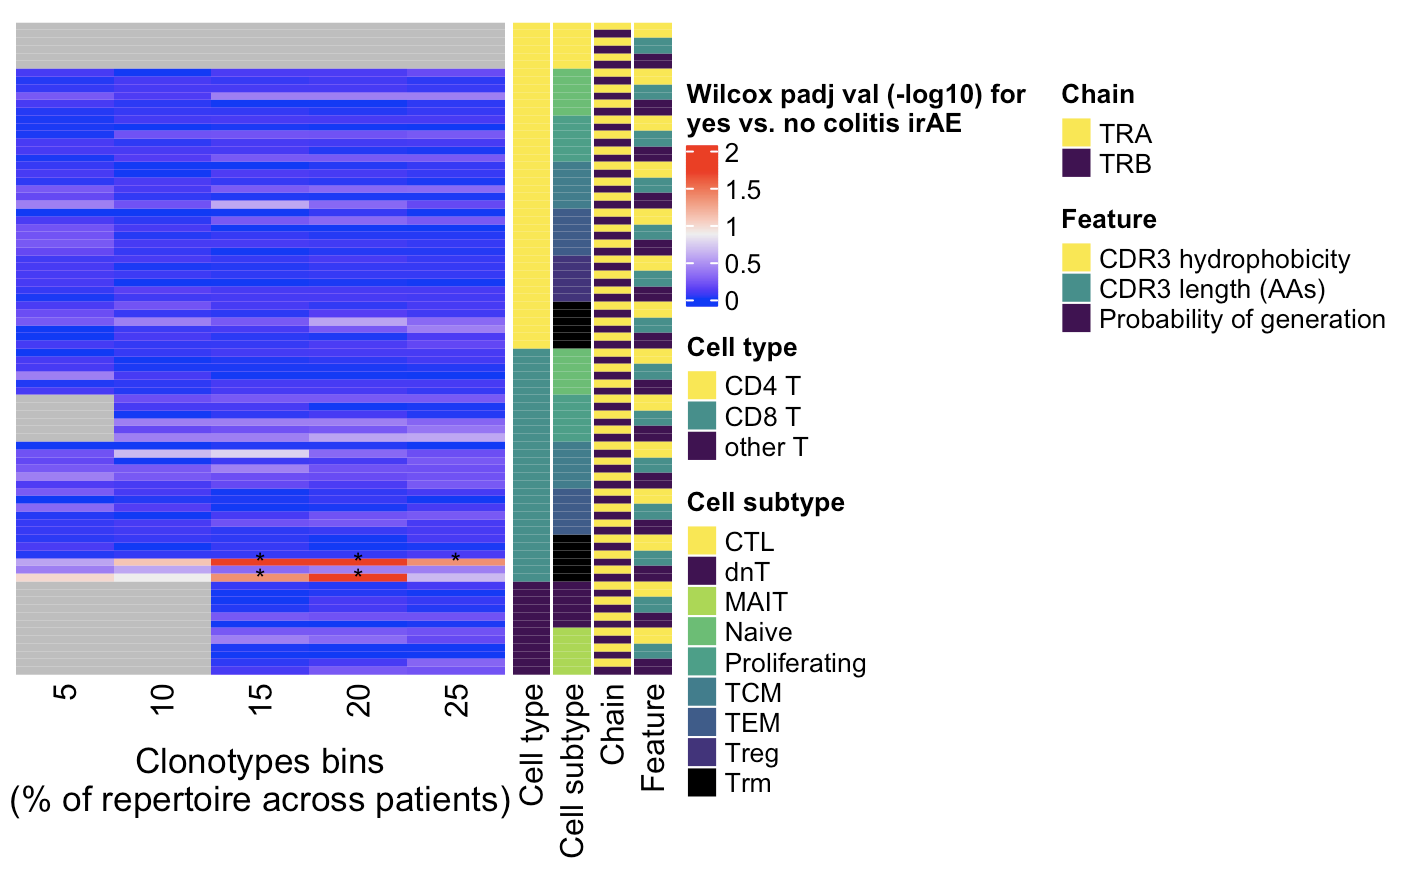 Wilcox padj val (-log10) for
yes vs. no colitis irAE
2
1.5
1
0.5
0
Cell type
CD4 T
CD8 T
other T
Cell subtype
CTL
dnT
MAIT
Naive
Proliferating
TCM
TEM
Treg
Trm
Chain
TRA
TRB
Feature
CDR3 hydrophobicity
CDR3 length (AAs)
Probability of generation
* * *
* *
5 10 15 20 25
Cell type
Cell subtype
Chain
Feature
Clonotypes bins
(% of repertoire across patients)